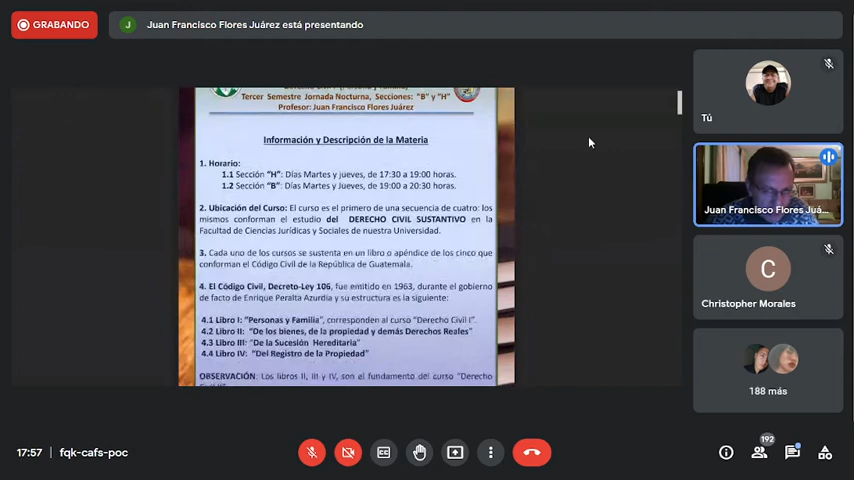 GRABANDO
J Juan Francisco Flores Juárez está presentando
Tercer Semestre Jornada Nocturna, Secciones: "B" y "H"
Profesor: Juan Francisco Flores Juárez
Información y Descripción de la Materia
1. Horario:
1.1 Sección "H": Días Martes y jueves, de 17:30 a 19:00 horas.
1.2 Sección "B": Días Martes y Jueves, de 19:00 a 20:30 horas.
2. Ubicación del Curso: El curso es el primero de una secuencia de cuatro: los
mismos conforman el estudio del DERECHO CIVIL SUSTANTIVO en la
Facultad de Ciencias Jurídicas y Sociales de nuestra Universidad.
3. Cada uno de los cursos se sustenta en un libro o apéndice de los cinco que
conforman el Código Civil de la República de Guatemala.
4. El Código Civil, Decreto-Ley 106, fue emitido en 1963, durante el gobierno
de facto de Enrique Peralta Azurdia y su estructura es la siguiente:
4.1 Libro I: "Personas y Familia", corresponden al curso "Derecho Civil I".
4.2 Libro II: "De los bienes, de la propiedad y demás Derechos Reales"
4.3 Libro III: "De la Sucesión Hereditaria"
4.4 Libro IV: "Del Registro de la Propiedad"
OBSERVACIÓN: Los libros II, III y IV, son el fundamento del curso "Derecho
Tú
Juan Francisco Flores Juá...
C
Christopher Morales
188 más
17:57 fqk-cafs-poc
192